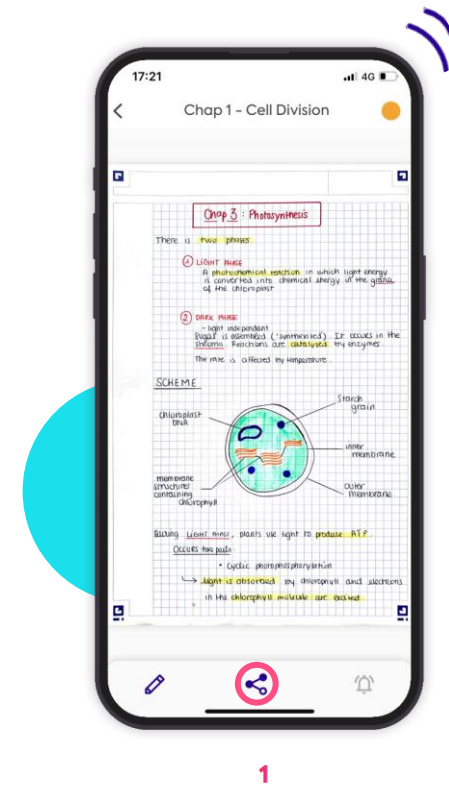 17:21
4G
Chap 1 - Cell Division
Chap 3 : Photosynthesis
There is two phases
1 LIGHT PHASE
A photochemical reaction in which light energy
is converted into chemical energy in the grana
of the chloroplast
2 DARK PHASE
- light independant
Sugar is assembled ("synthesized") It occurs in the
stroma Reactions are catalysed by enzymes
The rate is affected by temperature.
SCHEME
Starch
grain
chloroplast
DNA
inner
membrane
membrane
structures
containing
chlorophyll
outer
membrane
During LIGHT , plants use light to produce ATP.
OCCURS two parts
• Cyclic photophosphorylation
↳ light is absorbed by chlorophyll and electrons
in the chlorophyll molecule are excited
1